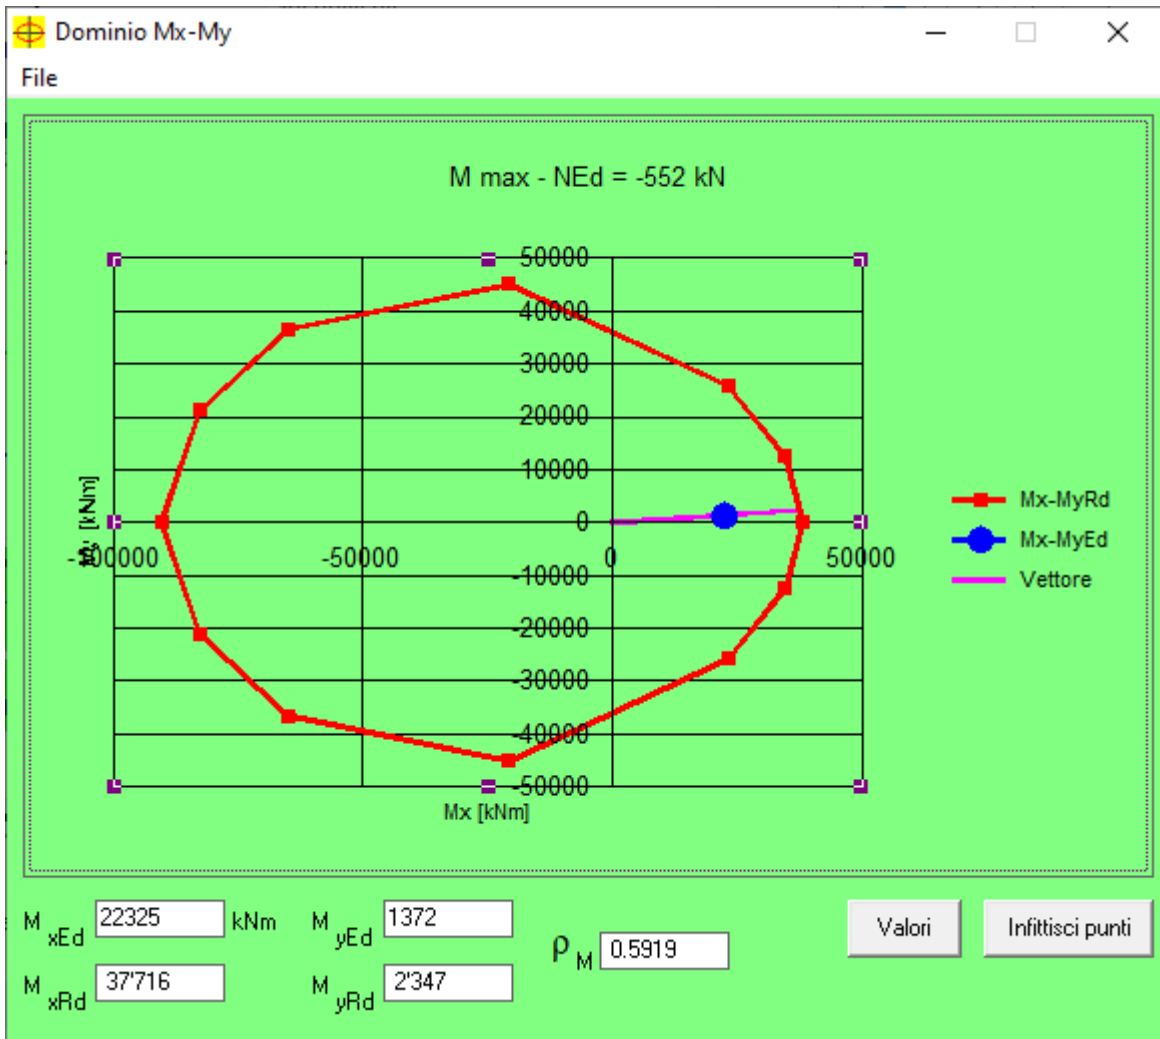 Dominio Mx-My
File
M max - NEd = -552 kN
50000
40000
30000
20000
10000
0
-10000
-20000
-30000
-40000
-50000
-100000
-50000
0
50000
[kNm]
Mx [kNm]
Mx-MyRd
Mx-MyEd
Vettore
M xEd 22325 kNm M yEd 1372
M xRd 37'716 M yRd 2'347
ρ M 0.5919
Valori
Infittisci punti